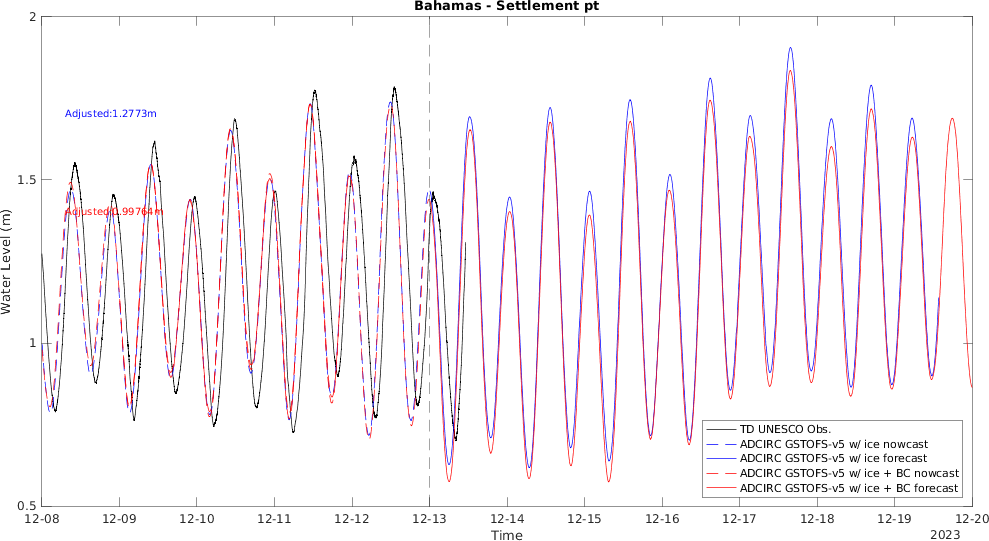 Bahamas - Settlement pt
2
1.5
1
0.5
Water Level (m)
Adjusted:1.2773m
Adjusted:0.99764m
TD UNESCO Obs.
ADCIRC GSTOFS-v5 w/ ice nowcast
ADCIRC GSTOFS-v5 w/ ice forecast
ADCIRC GSTOFS-v5 w/ ice + BC nowcast
ADCIRC GSTOFS-v5 w/ ice + BC forecast
12-08 12-09 12-10 12-11 12-12 12-13 12-14 12-15 12-16 12-17 12-18 12-19 12-20
Time
2023